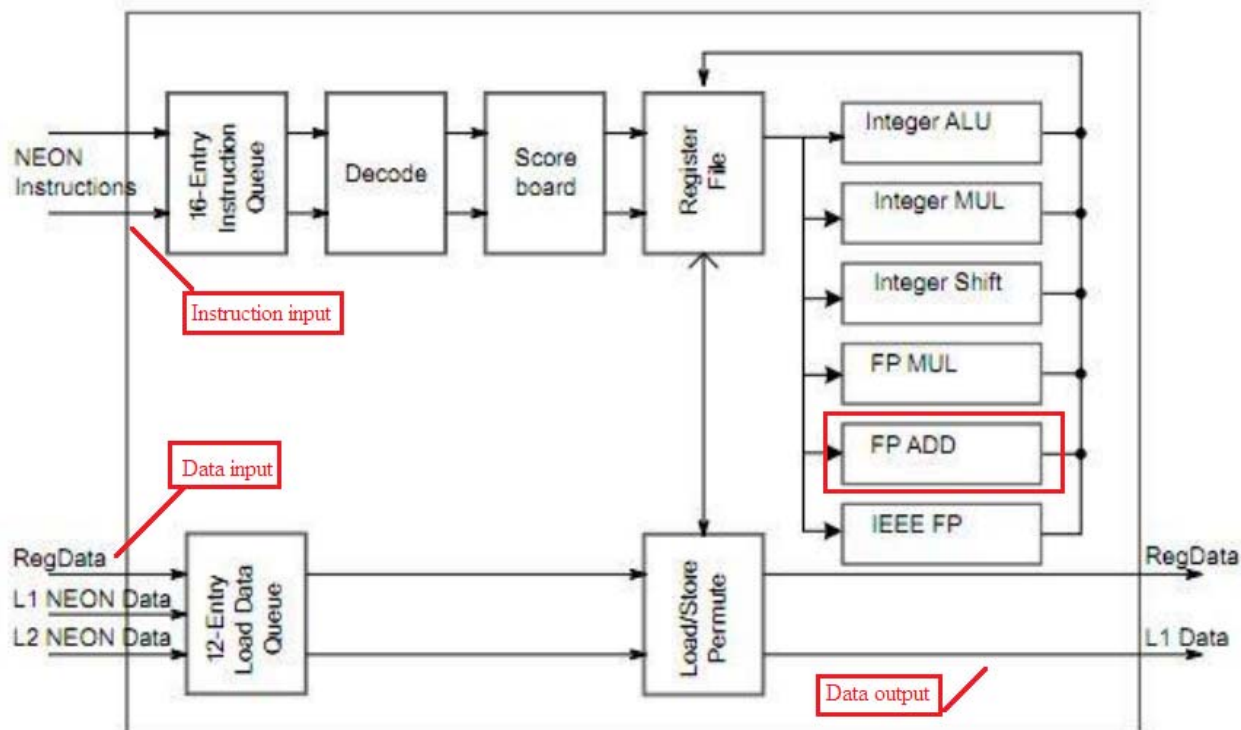 NEON
Instructions
16-Entry
Instruction
Queue
Decode
Score
board
Register
File
Integer ALU
Integer MUL
Integer Shift
FP MUL
FP ADD
IEEE FP
Instruction input
Data input
RegData
L1 NEON Data
L2 NEON Data
12-Entry
Load Data
Queue
Load/Store
Permute
RegData
L1 Data
Data output